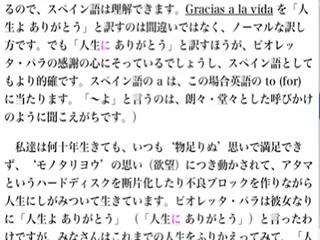 るので、スペイン語は理解できます。Gracias a la vida を「人
生よ ありがとう」と訳すのは間違いではなく、ノーマルな訳し
方です。でも「人生に ありがとう」と訳すほうが、ビオレッ
タ・パラの感謝の心にそっているでしょうし、スペイン語として
もより的確です。スペイン語の a は、この場合英語の to (for)
に当たります。「〜よ」と言うのは、朗々・堂々とした呼びかけ
のように聞こえがちです。）
私達は何十年生きても、いつも‘物足りぬ’思いで満足でき
ず、‘モノタリヨウ’の思い（欲望）につき動かされて、アタマ
というハードディスクを断片化したり不良ブロックを作りながら
人生にしがみついて生きています。ビオレッタ・パラは彼女なり
に「人生よ ありがとう」（「人生に ありがとう」）と言ったわ
けですが、みなさんはこれまでの人生をふりかえってみて、「人